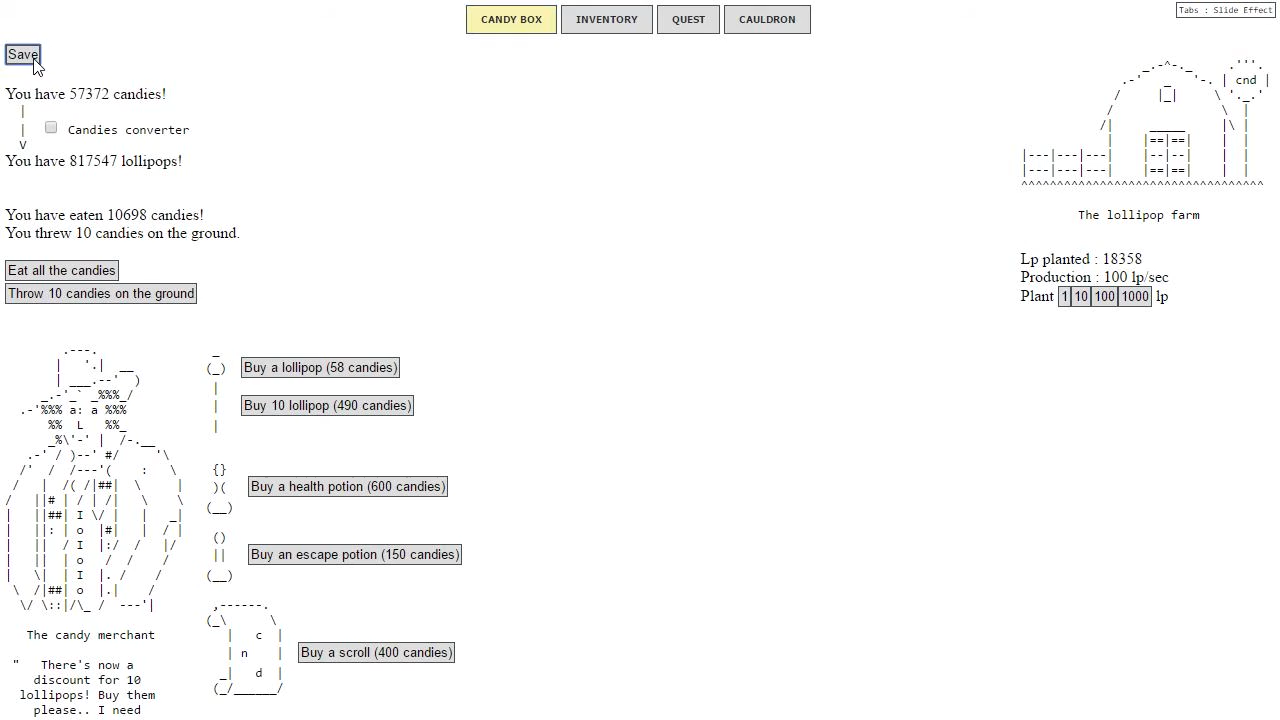 CANDY BOX INVENTORY QUEST CAULDRON
Tabs : Slide Effect
Save
You have 57372 candies!
Candies converter
You have 817547 lollipops!
You have eaten 10698 candies!
You threw 10 candies on the ground.
Eat all the candies
Throw 10 candies on the ground
cnd
The lollipop farm
Lp planted : 18358
Production : 100 lp/sec
Plant 1 10 100 1000 lp
Buy a lollipop (58 candies)
Buy 10 lollipop (490 candies)
Buy a health potion (600 candies)
Buy an escape potion (150 candies)
c
n
d
Buy a scroll (400 candies)
The candy merchant
" There's now a
discount for 10
lollipops! Buy them
please.. I need